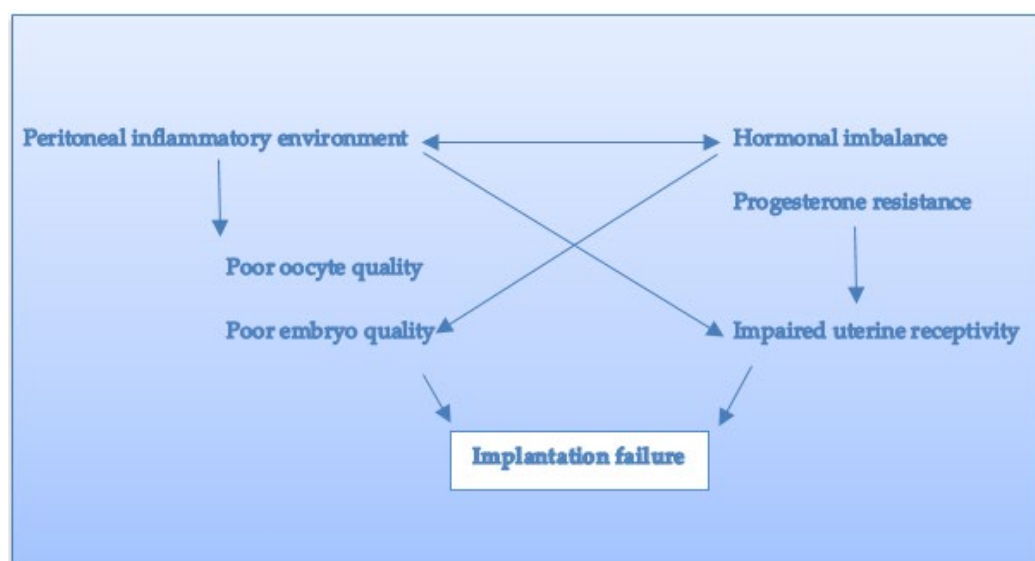 Peritoneal inflammatory environment
Hormonal imbalance
Progesterone resistance
Poor oocyte quality
Poor embryo quality
Impaired uterine receptivity
Implantation failure